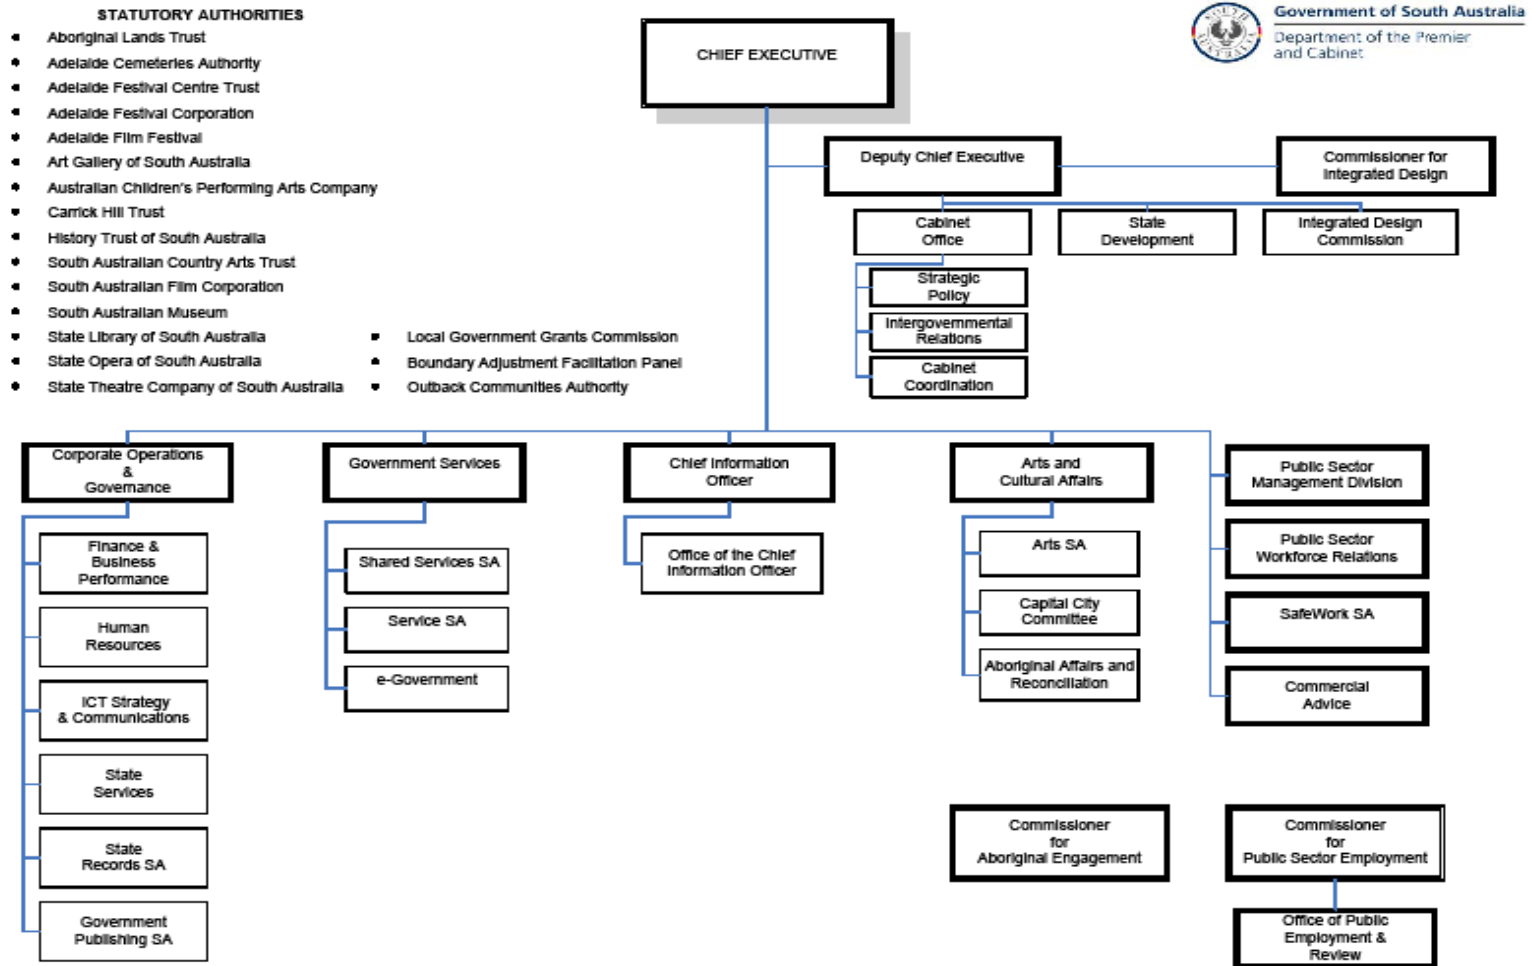 STATUTORY AUTHORITIES
• Aboriginal Lands Trust
• Adelaide Cemeteries Authority
• Adelaide Festival Centre Trust
• Adelaide Festival Corporation
• Adelaide Film Festival
• Art Gallery of South Australia
• Australian Children's Performing Arts Company
• Carrick Hill Trust
• History Trust of South Australia
• South Australian Country Arts Trust
• South Australian Film Corporation
• South Australian Museum
• State Library of South Australia
• State Opera of South Australia
• State Theatre Company of South Australia
• Local Government Grants Commission
• Boundary Adjustment Facilitation Panel
• Outback Communities Authority
CHIEF EXECUTIVE
SOUTH
AUSTRALIA
Government of South Australia
Department of the Premier
and Cabinet
Deputy Chief Executive
Commissioner for
Integrated Design
Cabinet
Office
State
Development
Integrated Design
Commission
Strategic
Policy
Intergovernmental
Relations
Cabinet
Coordination
Corporate Operations
&
Governance
Finance &
Business
Performance
Human
Resources
ICT Strategy
& Communications
State
Services
State
Records SA
Government
Publishing SA
Government Services
Shared Services SA
Service SA
e-Government
Chief Information
Officer
Office of the Chief
Information Officer
Arts and
Cultural Affairs
Arts SA
Capital City
Committee
Aboriginal Affairs and
Reconciliation
Public Sector
Management Division
Public Sector
Workforce Relations
SafeWork SA
Commercial
Advice
Commissioner
for
Aboriginal Engagement
Commissioner
for
Public Sector Employment
Office of Public
Employment &
Review